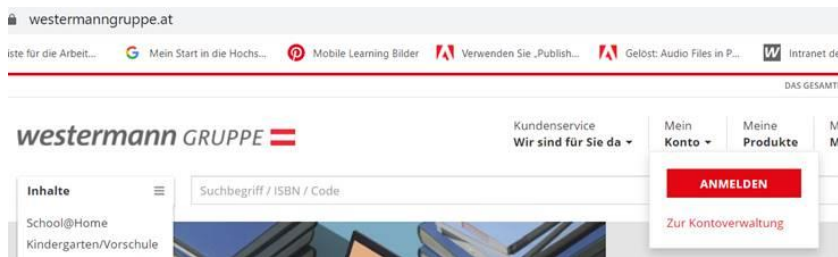 westermanngruppe.at
iste für die Arbeit... Mein Start in die Hochs... Mobile Learning Bilder Verwenden Sie „Publish... Gelöst: Audio Files in P... Intranet de
DAS GESAMT
westermann GRUPPE
Kundenservice
Wir sind für Sie da
Mein
Konto
Meine
Produkte
M
M
Inhalte
Suchbegriff / ISBN / Code
ANMELDEN
Zur Kontoverwaltung
School@Home
Kindergarten/Vorschule